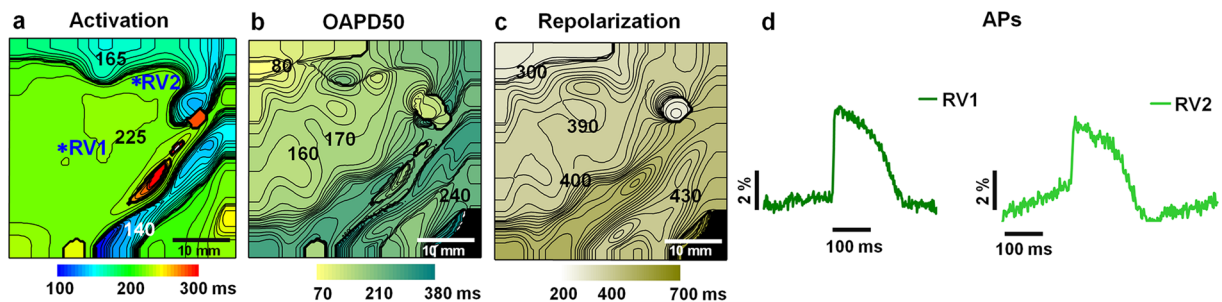 a Activation
165
*RV2
225
*RV1
140
10 mm
100 200 300 ms
b OAPD50
80
170
160
240
10 mm
70 210 380 ms
c Repolarization
300
390
400
430
10 mm
200 400 700 ms
d APs
RV1
2 %
100 ms
RV2
2 %
100 ms